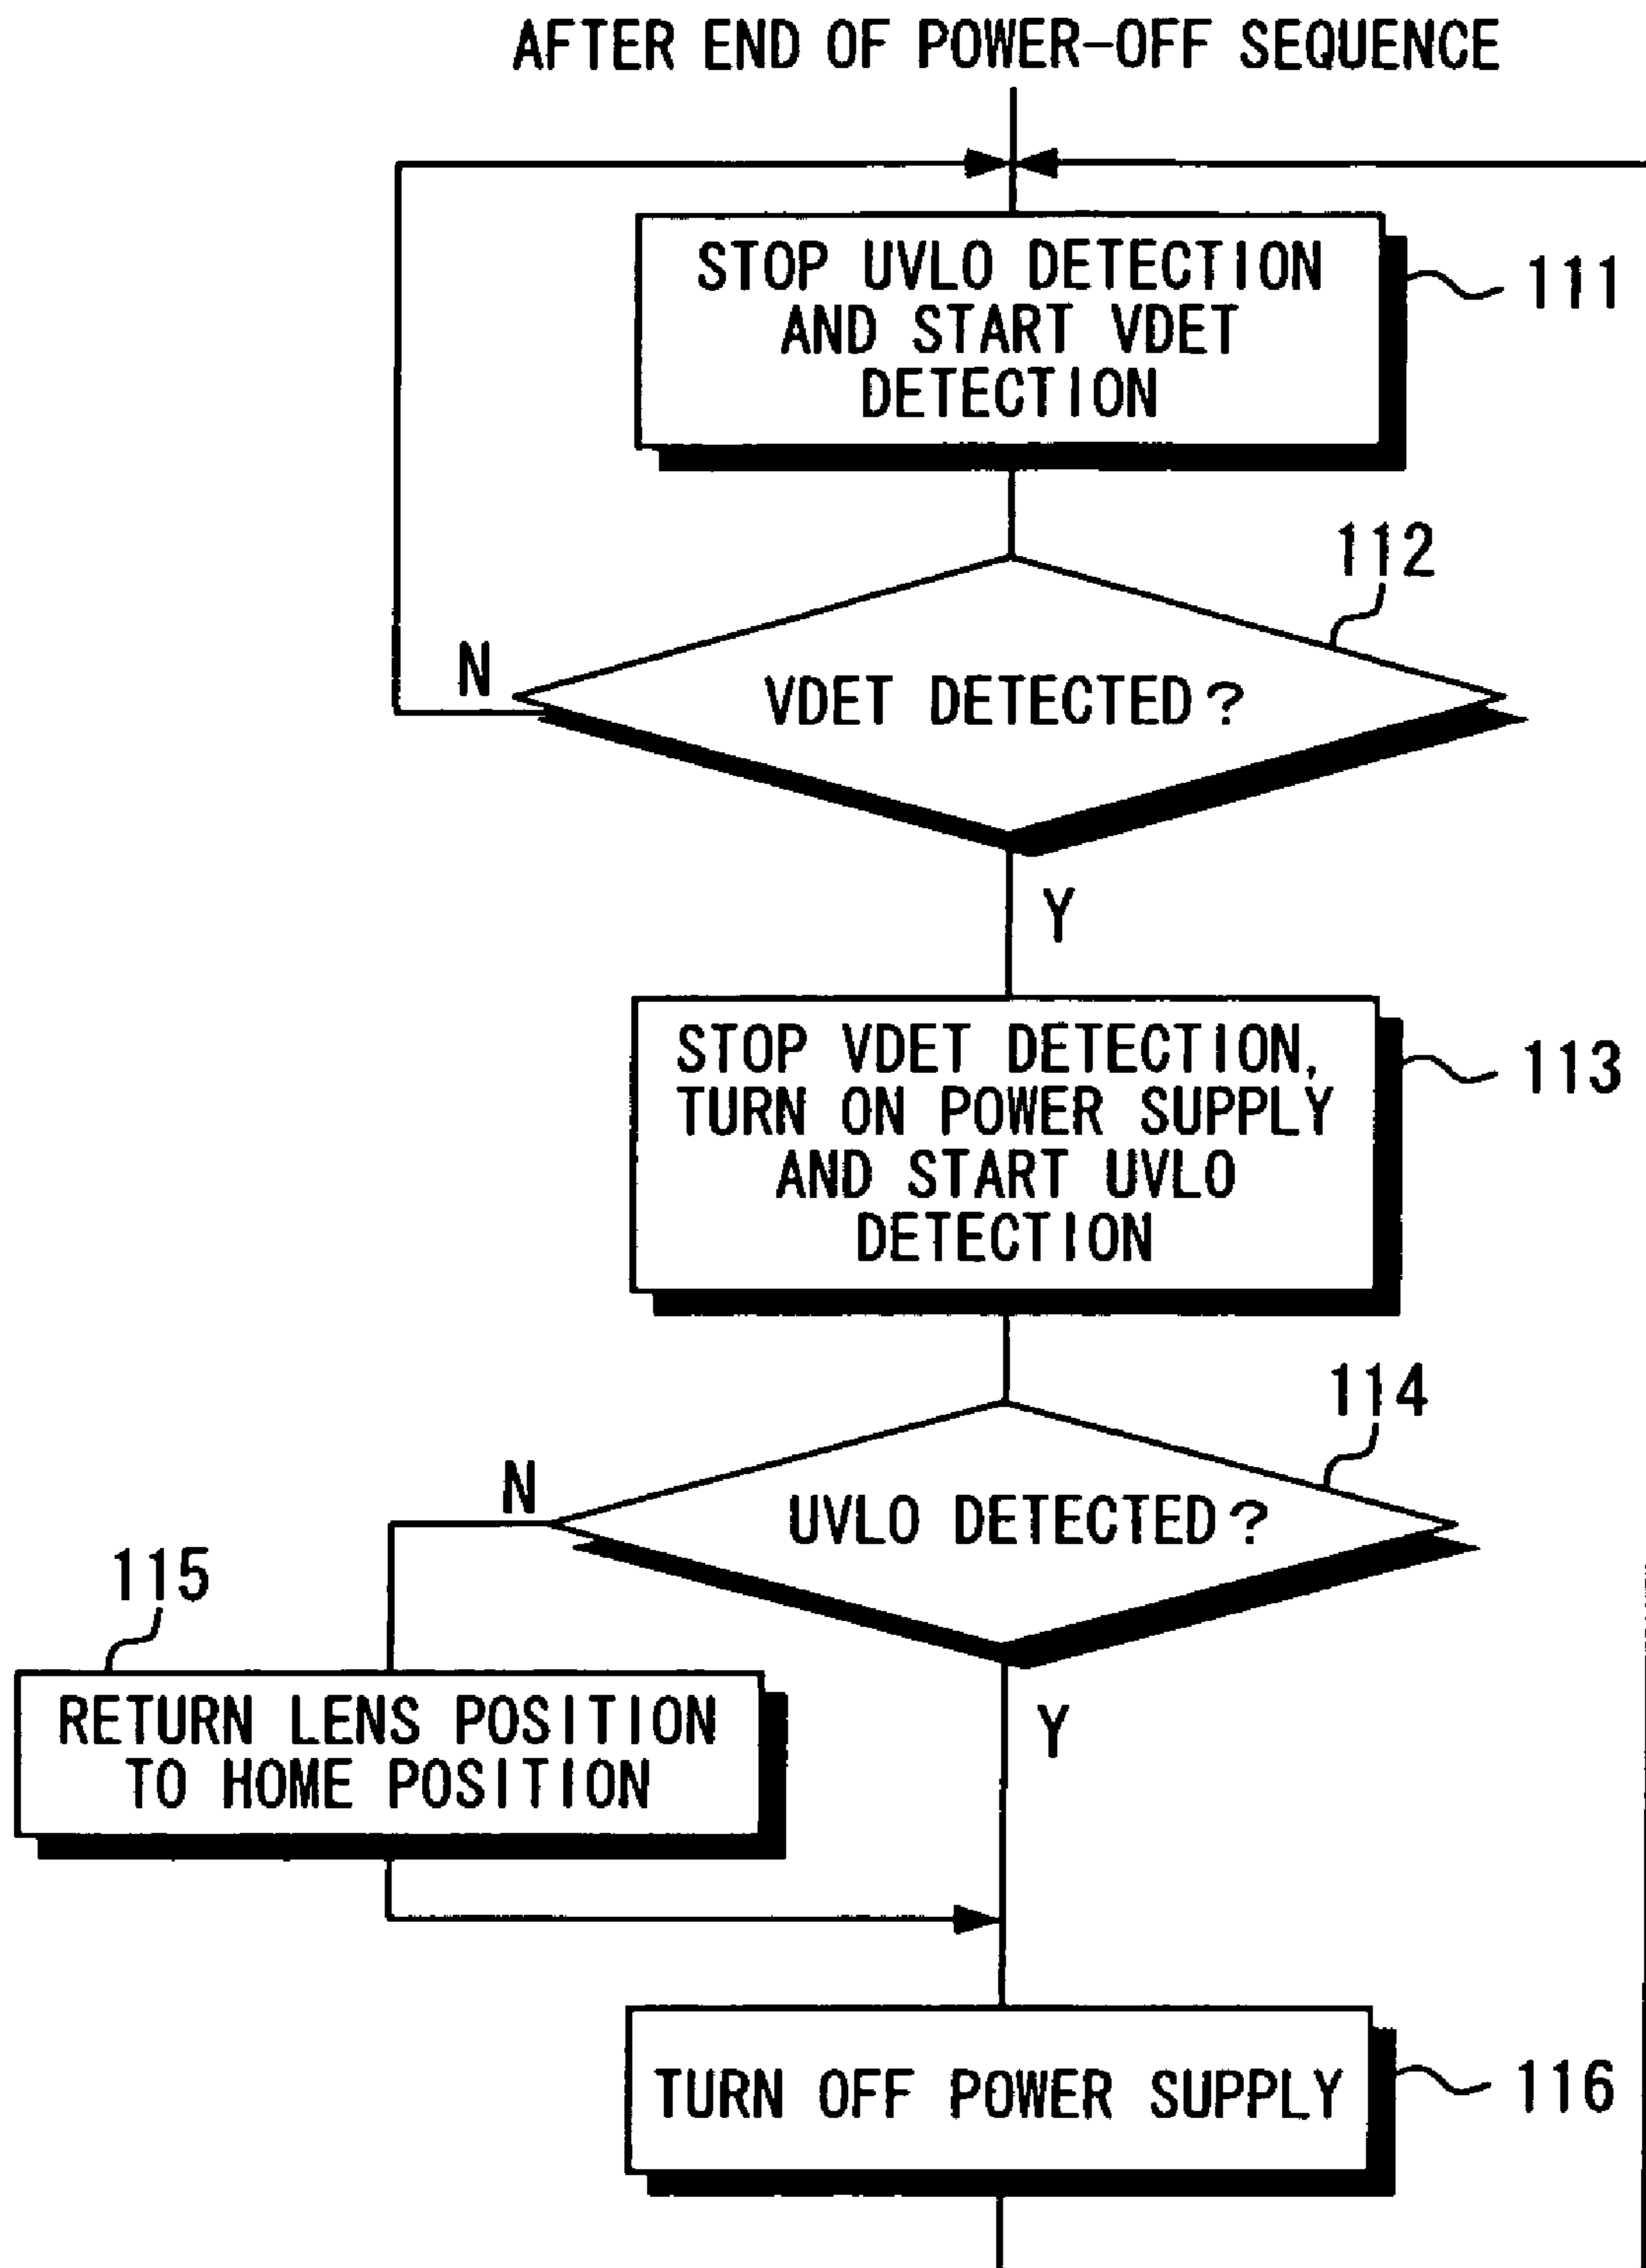 AFTER END OF POWER-OFF SEQUENCE
STOP UVLO DETECTION
AND START VDET
DETECTION
111
112
N
VDET DETECTED?
Y
STOP VDET DETECTION,
TURN ON POWER SUPPLY
AND START UVLO
DETECTION
113
114
N
UVLO DETECTED?
115
Y
RETURN LENS POSITION
TO HOME POSITION
TURN OFF POWER SUPPLY
116